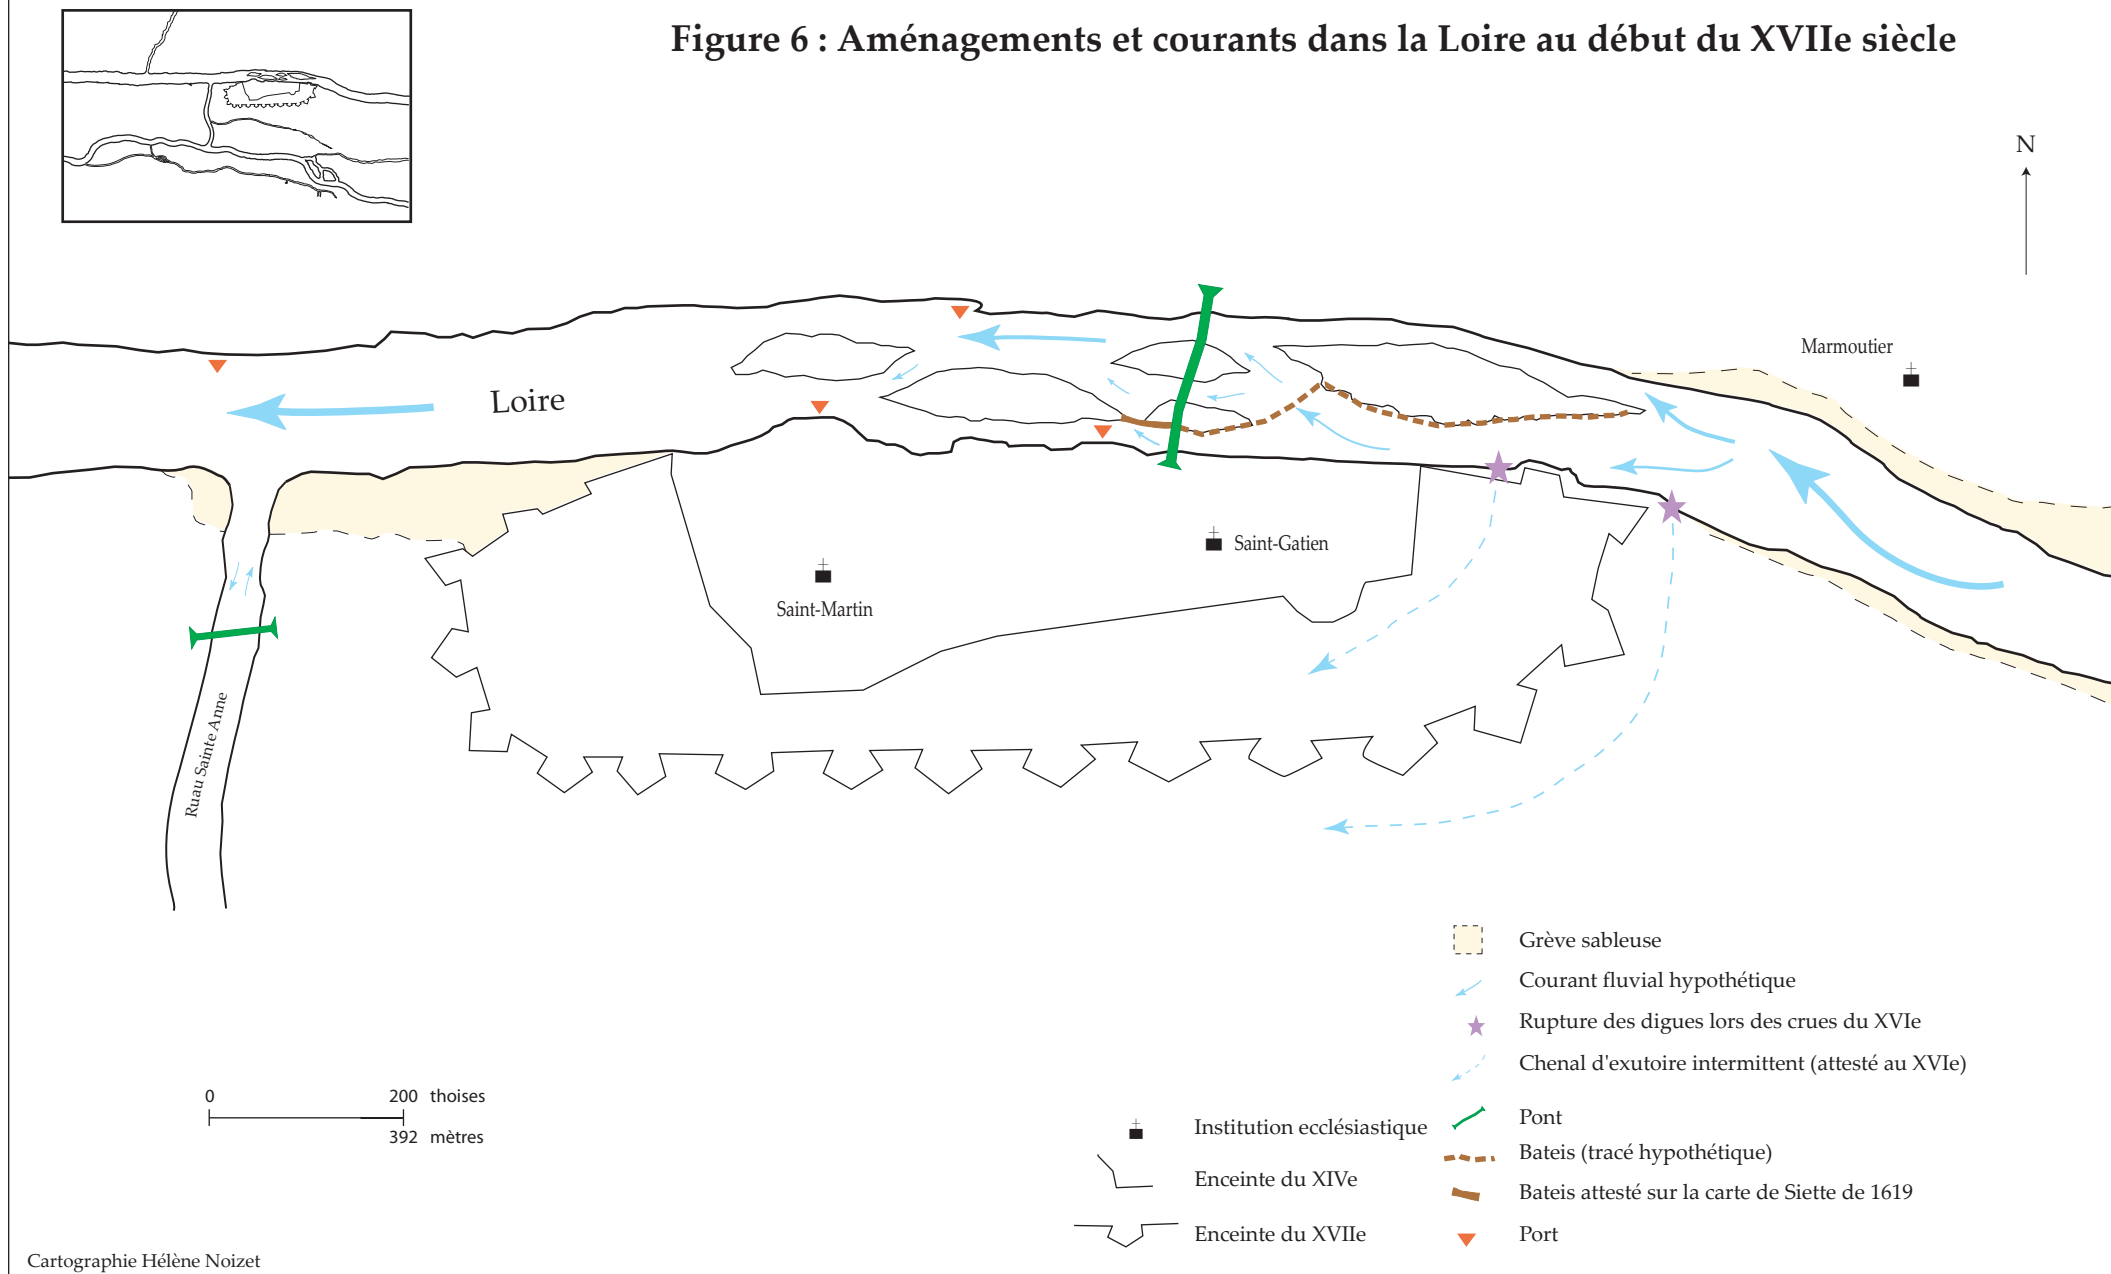 Figure 6 : Aménagements et courants dans la Loire au début du XVIIe siècle
N
Marmoutier
Loire
Saint-Gatien
Saint-Martin
Ruau Sainte Anne
Grève sableuse
Courant fluvial hypothétique
Rupture des digues lors des crues du XVIe
Chenal d'exutoire intermittent (attesté au XVIe)
Pont
Bateis (tracé hypothétique)
Bateis attesté sur la carte de Siette de 1619
Port
Institution ecclésiastique
Enceinte du XIVe
Enceinte du XVIIe
0 200 thoises
392 mètres
Cartographie Hélène Noizet